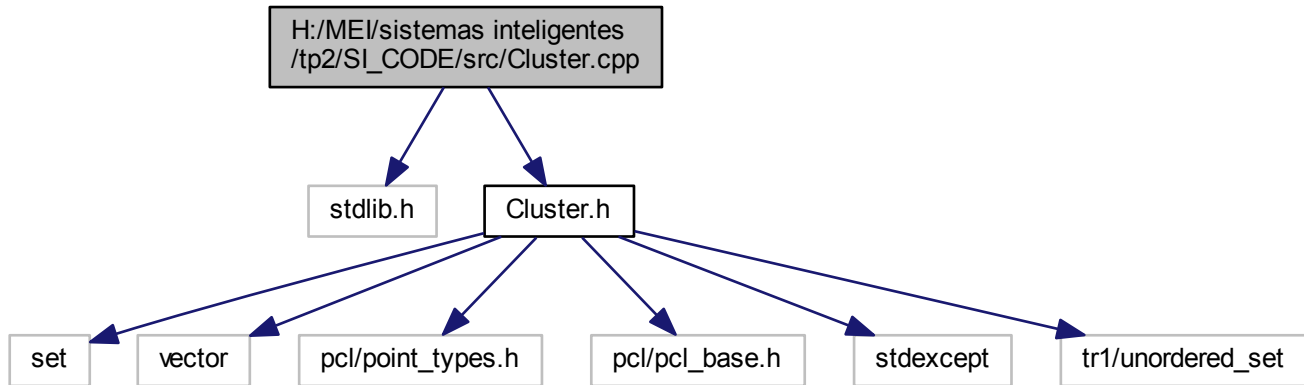 H:/MEI/sistemas inteligentes
/tp2/SI_CODE/src/Cluster.cpp
stdlib.h
Cluster.h
set
vector
pcl/point_types.h
pcl/pcl_base.h
stdexcept
tr1/unordered_set